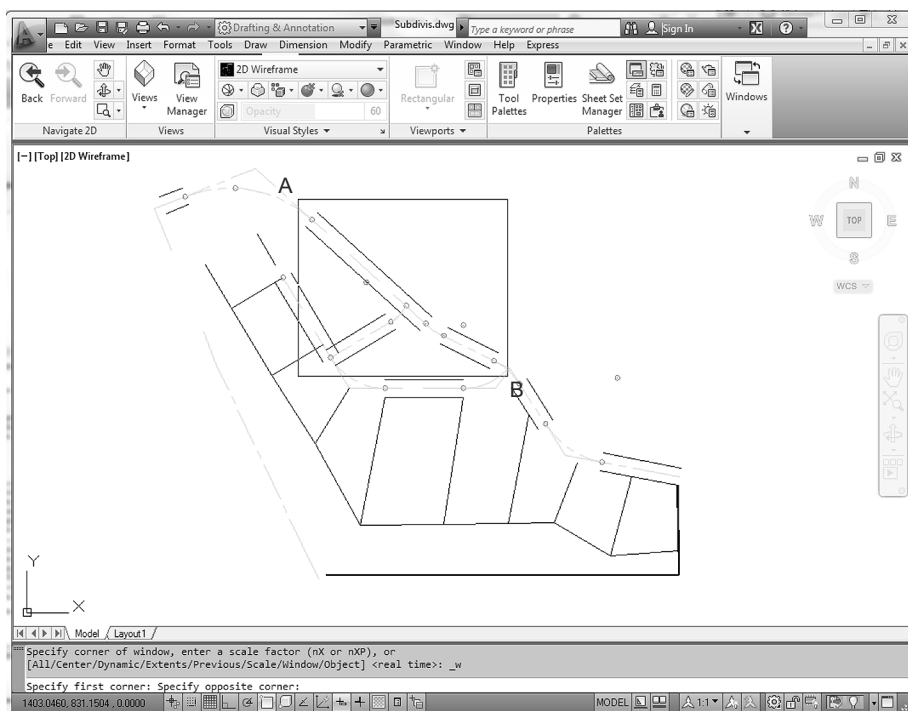 Drafting & Annotation
Subdivis.dwg
Type a keyword or phrase
Sign In
e Edit View Insert Format Tools Draw Dimension Modify Parametric Window Help Express
Back Forward
Views
View Manager
2D Wireframe
Opacity 60
Rectangular
Tool Palettes
Properties
Sheet Set Manager
Windows
Navigate 2D
Views
Visual Styles
Viewports
Palettes
[−] [Top] [2D Wireframe]
A
N
W TOP E
S
WCS
B
Y
X
Model Layout1
Specify corner of window, enter a scale factor (nX or nXP), or
[All/Center/Dynamic/Extents/Previous/Scale/Window/Object] <real time>: _w
Specify first corner: Specify opposite corner:
1403.0460, 831.1504, 0.0000
MODEL
1:1